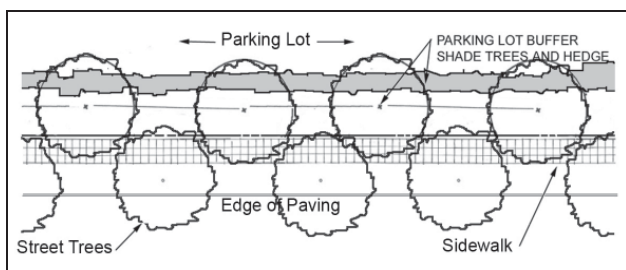 Parking Lot
PARKING LOT BUFFER
SHADE TREES AND HEDGE
Edge of Paving
Street Trees
Sidewalk